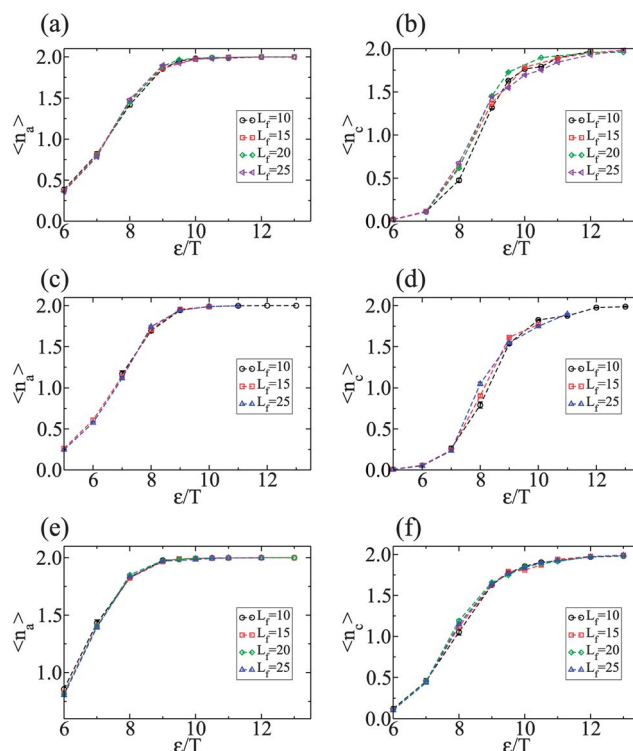 (a)
2.0
1.5
1.0
0.5
0.0
<n_a>
L_f=10
L_f=15
L_f=20
L_f=25
6 8 10 12
ε/T
(b)
2.0
1.5
1.0
0.5
0.0
<n_c>
L_f=10
L_f=15
L_f=20
L_f=25
6 8 10 12
ε/T
(c)
2.0
1.5
1.0
0.5
0.0
<n_a>
L_f=10
L_f=15
L_f=25
6 8 10 12
ε/T
(d)
2.0
1.5
1.0
0.5
0.0
<n_c>
L_f=10
L_f=15
L_f=25
6 8 10 12
ε/T
(e)
2.0
1.5
1.0
<n_a>
L_f=10
L_f=15
L_f=20
L_f=25
6 8 10 12
ε/T
(f)
2.0
1.5
1.0
0.5
0.0
<n_c>
L_f=10
L_f=15
L_f=20
L_f=25
6 8 10 12
ε/T